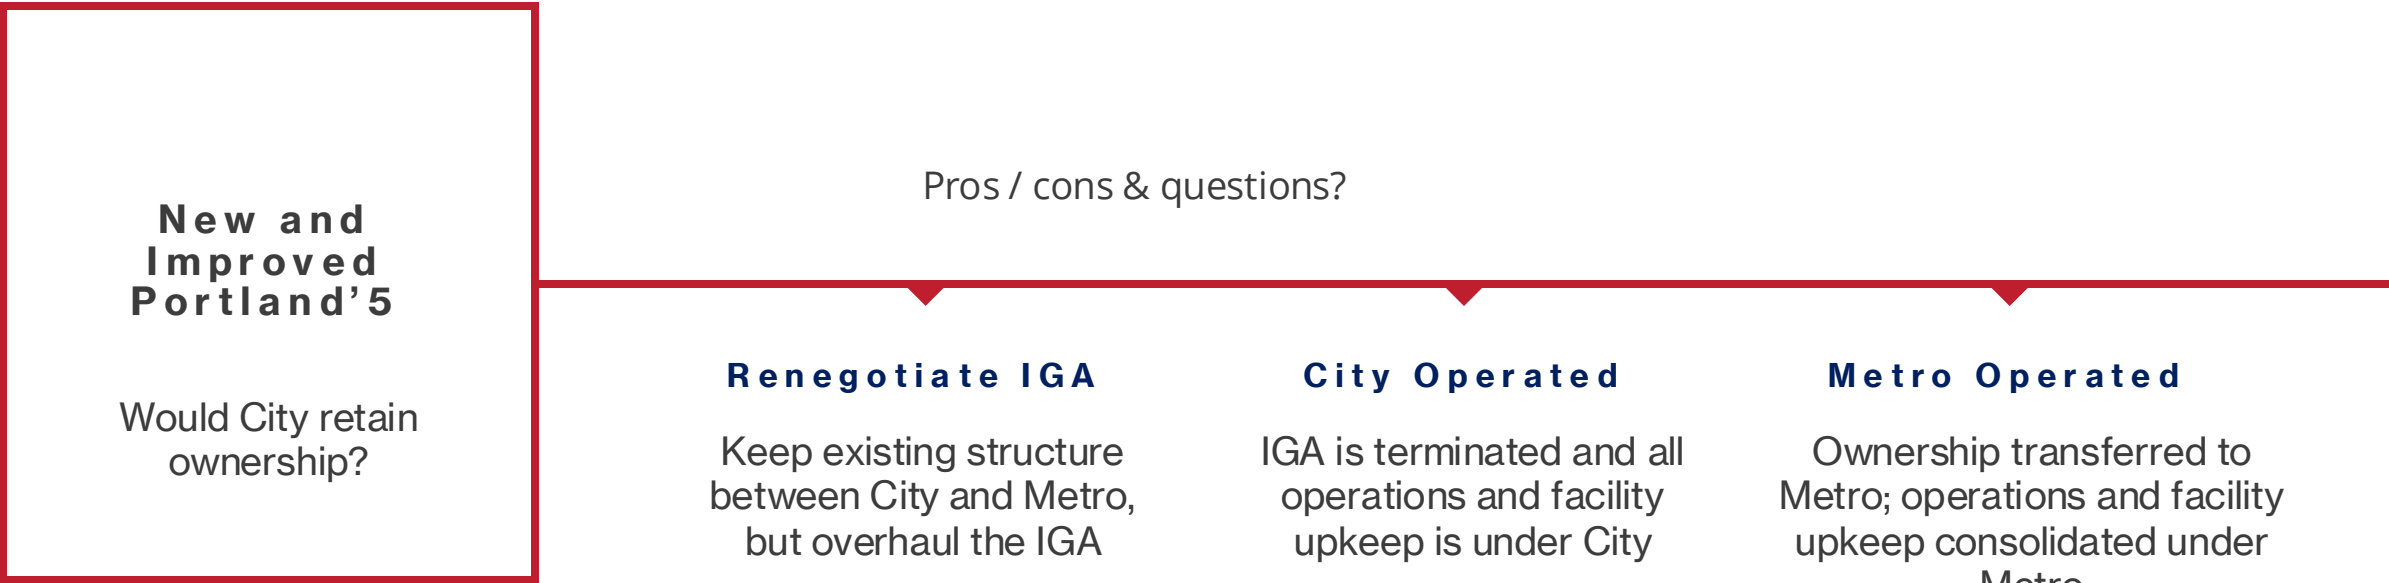 New and
Improved
Portland’5
Would City retain
ownership?
Pros / cons & questions?
Renegotiate IGA
Keep existing structure
between City and Metro,
but overhaul the IGA
City Operated
IGA is terminated and all
operations and facility
upkeep is under City
Metro Operated
Ownership transferred to
Metro; operations and facility
upkeep consolidated under
Metro